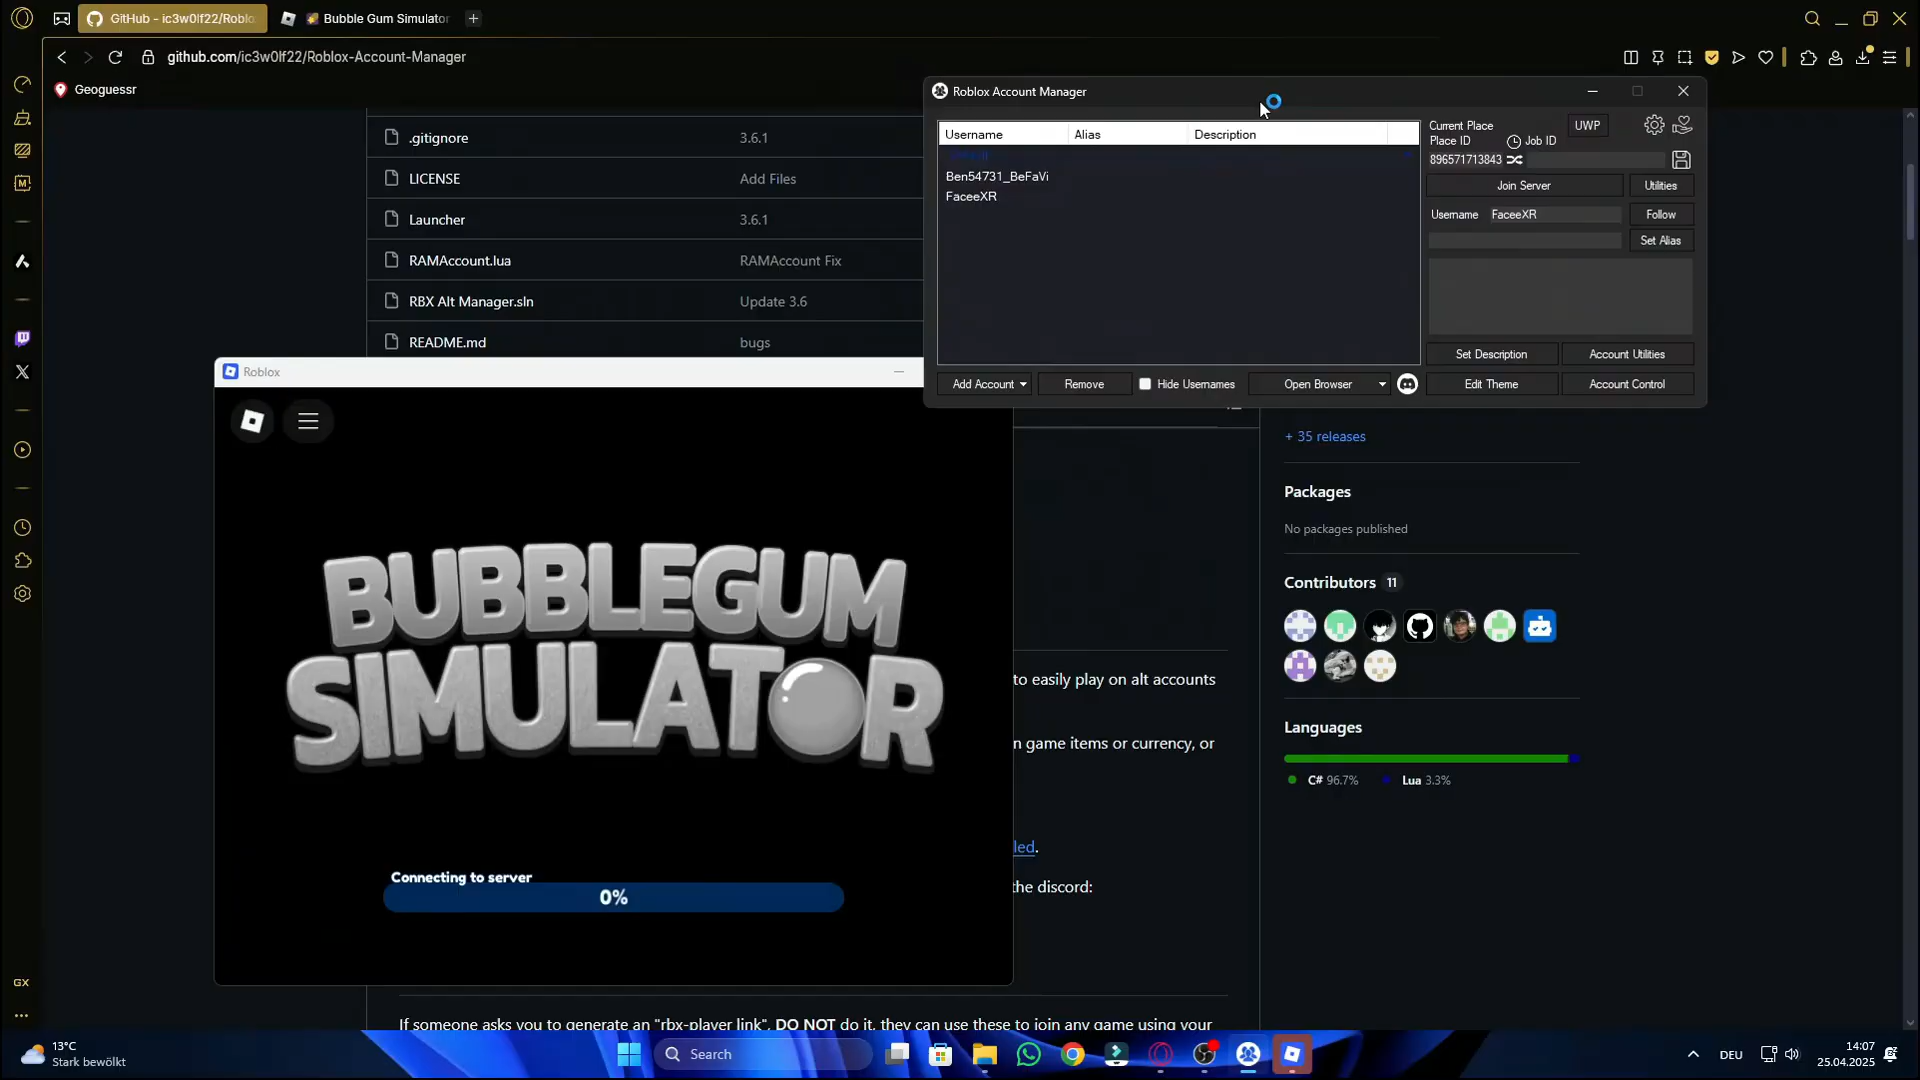 GitHub - ic3w0lf22/Roblo
Bubble Gum Simulator
github.com/ic3w0lf22/Roblox-Account-Manager
Geoguessr
.gitignore 3.6.1
LICENSE Add Files
Launcher 3.6.1
RAMAccount.lua RAMAccount Fix
RBX Alt Manager.sln Update 3.6
README.md bugs
Roblox Account Manager
Username Alias Description
Ben54731_BeFaVi
FaceeXR
Current Place
UWP
Place ID
Job ID
896571713843
Join Server
Utilities
Username FaceeXR
Follow
Set Alias
Set Description
Account Utilities
Add Account
Remove
Hide Usernames
Open Browser
Edit Theme
Account Control
Roblox
BUBBLEGUM
SIMULATOR
Connecting to server
0%
+ 35 releases
Packages
No packages published
Contributors 11
Languages
C# 96.7% Lua 3.3%
to easily play on alt accounts
n game items or currency, or
led.
the discord:
If someone asks you to generate an "rbx-player link", DO NOT do it, they can use these to join any game using your
GX
13°C
Stark bewölkt
Search
DEU
14:07
25.04.2025